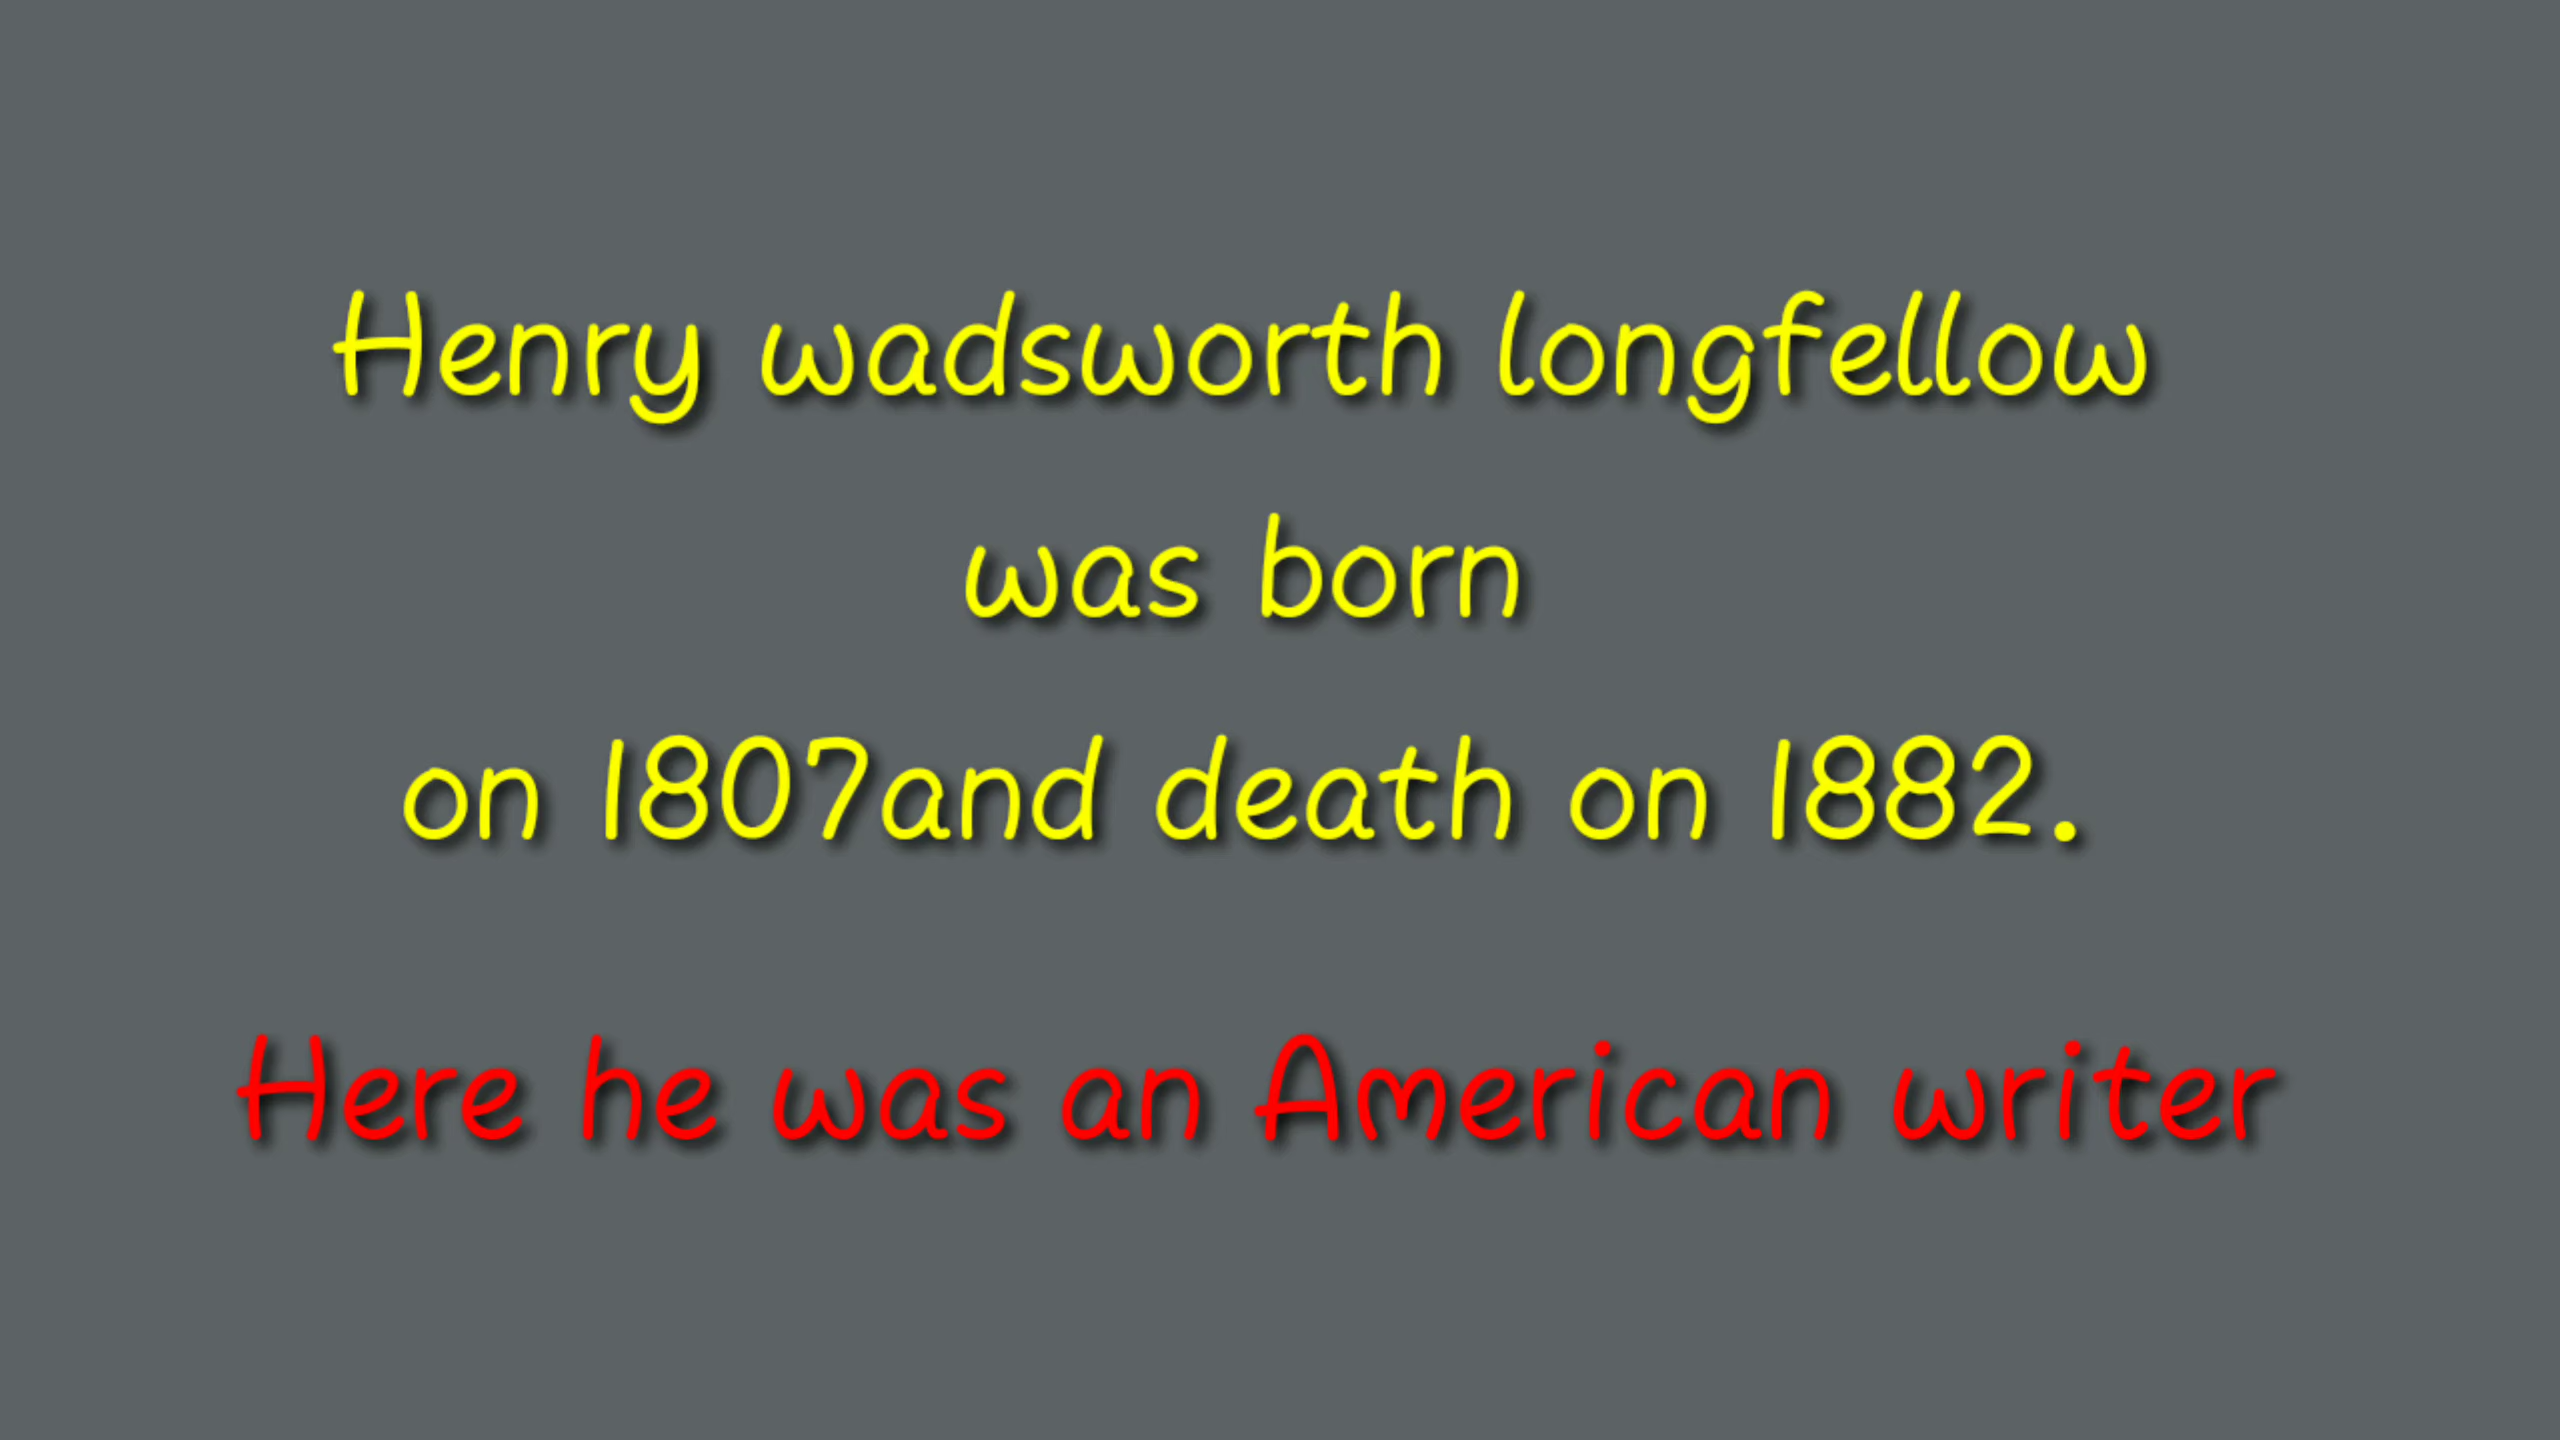 Henry wadsworth longfellow
was born
on 1807and death on 1882.
Here he was an American writer